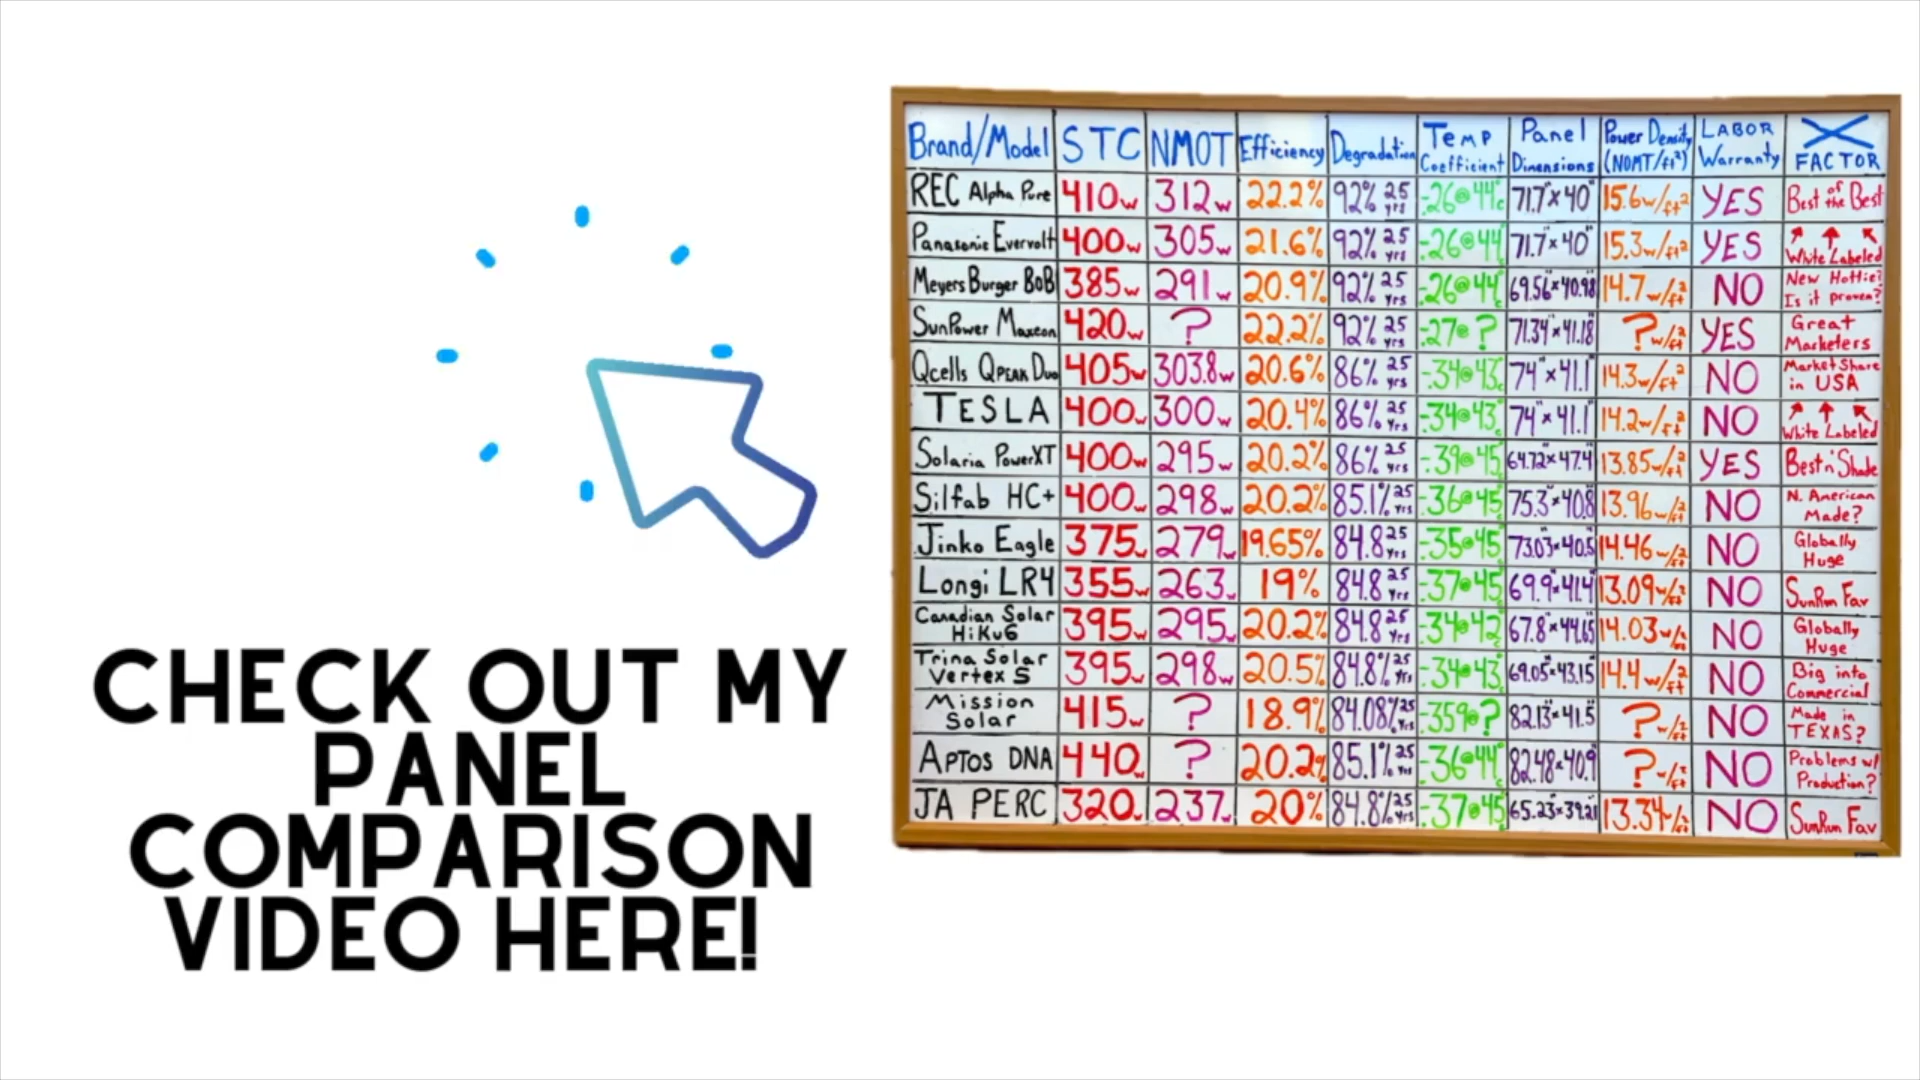 CHECK OUT MY
PANEL
COMPARISON
VIDEO HERE!
Brand/Model STC NMOT Efficiency Degradation Temp Coefficient Panel Dimensions Power Density (NOMT/ft²) LABOR Warranty X FACTOR
REC Alpha Pure 410w 312w 22.2% 92% 25 yrs -.26@44°c 71.7"x40" 15.6w/ft² YES Best of the Best
Panasonic Evervolt 400w 305w 21.6% 92% 25 yrs -.26@44 71.7"x40" 15.3w/ft² YES White Labeled
Meyers Burger BOB 385w 291w 20.9% 92% 25 yrs -.26@44 69.56"x40.98 14.7w/ft² NO New Hottie? Is it proven?
SunPower Maxeon 420w ? 22.2% 92% 25 yrs -.27@? 71.34"x41.18 ?w/ft² YES Great Marketers
Qcells QPEAK Duo 405w 303.8w 20.6% 86% 25 yrs -.34@43 74"x41.1 14.3w/ft² NO Market Share in USA
TESLA 400w 300w 20.4% 86% 25 yrs -.34@43 74"x41.1 14.2w/ft² NO White Labeled
Solaria PowerXT 400w 295w 20.2% 86% 25 yrs -.39@45 64.72"x47.4 13.85w/ft² YES Best n' Shade
Silfab HC+ 400w 298w 20.2% 85.1% 25 yrs -.36@45 75.3"x40.8 13.96w/ft² NO N. American Made?
Jinko Eagle 375w 279w 19.65% 84.8 25 yrs -.35@45 73.03"x40.5 14.46w/ft² NO Globally Huge
Longi LR4 355w 263w 19% 84.8 25 yrs -.37@45 69.9"x41.4 13.09w/ft² NO SunRun Fav
Canadian Solar HiKu6 395w 295w 20.2% 84.8 25 yrs -.34@42 67.8"x44.65 14.03w/ft² NO Globally Huge
Trina Solar Vertex S 395w 298w 20.5% 84.8% 25 yrs -.34@43 69.05"x43.15 14.4w/ft² NO Big into Commercial
Mission Solar 415w ? 18.9% 84.08% 25 yrs -.359@? 82.13"x41.5 ?w/ft² NO Made in TEXAS?
APTOS DNA 440w ? 20.2% 85.1% 25 yrs -.36@44°c 82.48x40.9 ?w/ft² NO Problems w/ Production?
JA PERC 320w 237w 20% 84.8% 25 yrs -.37@45 65.23"x39.21 13.34w/ft² NO SunRun Fav